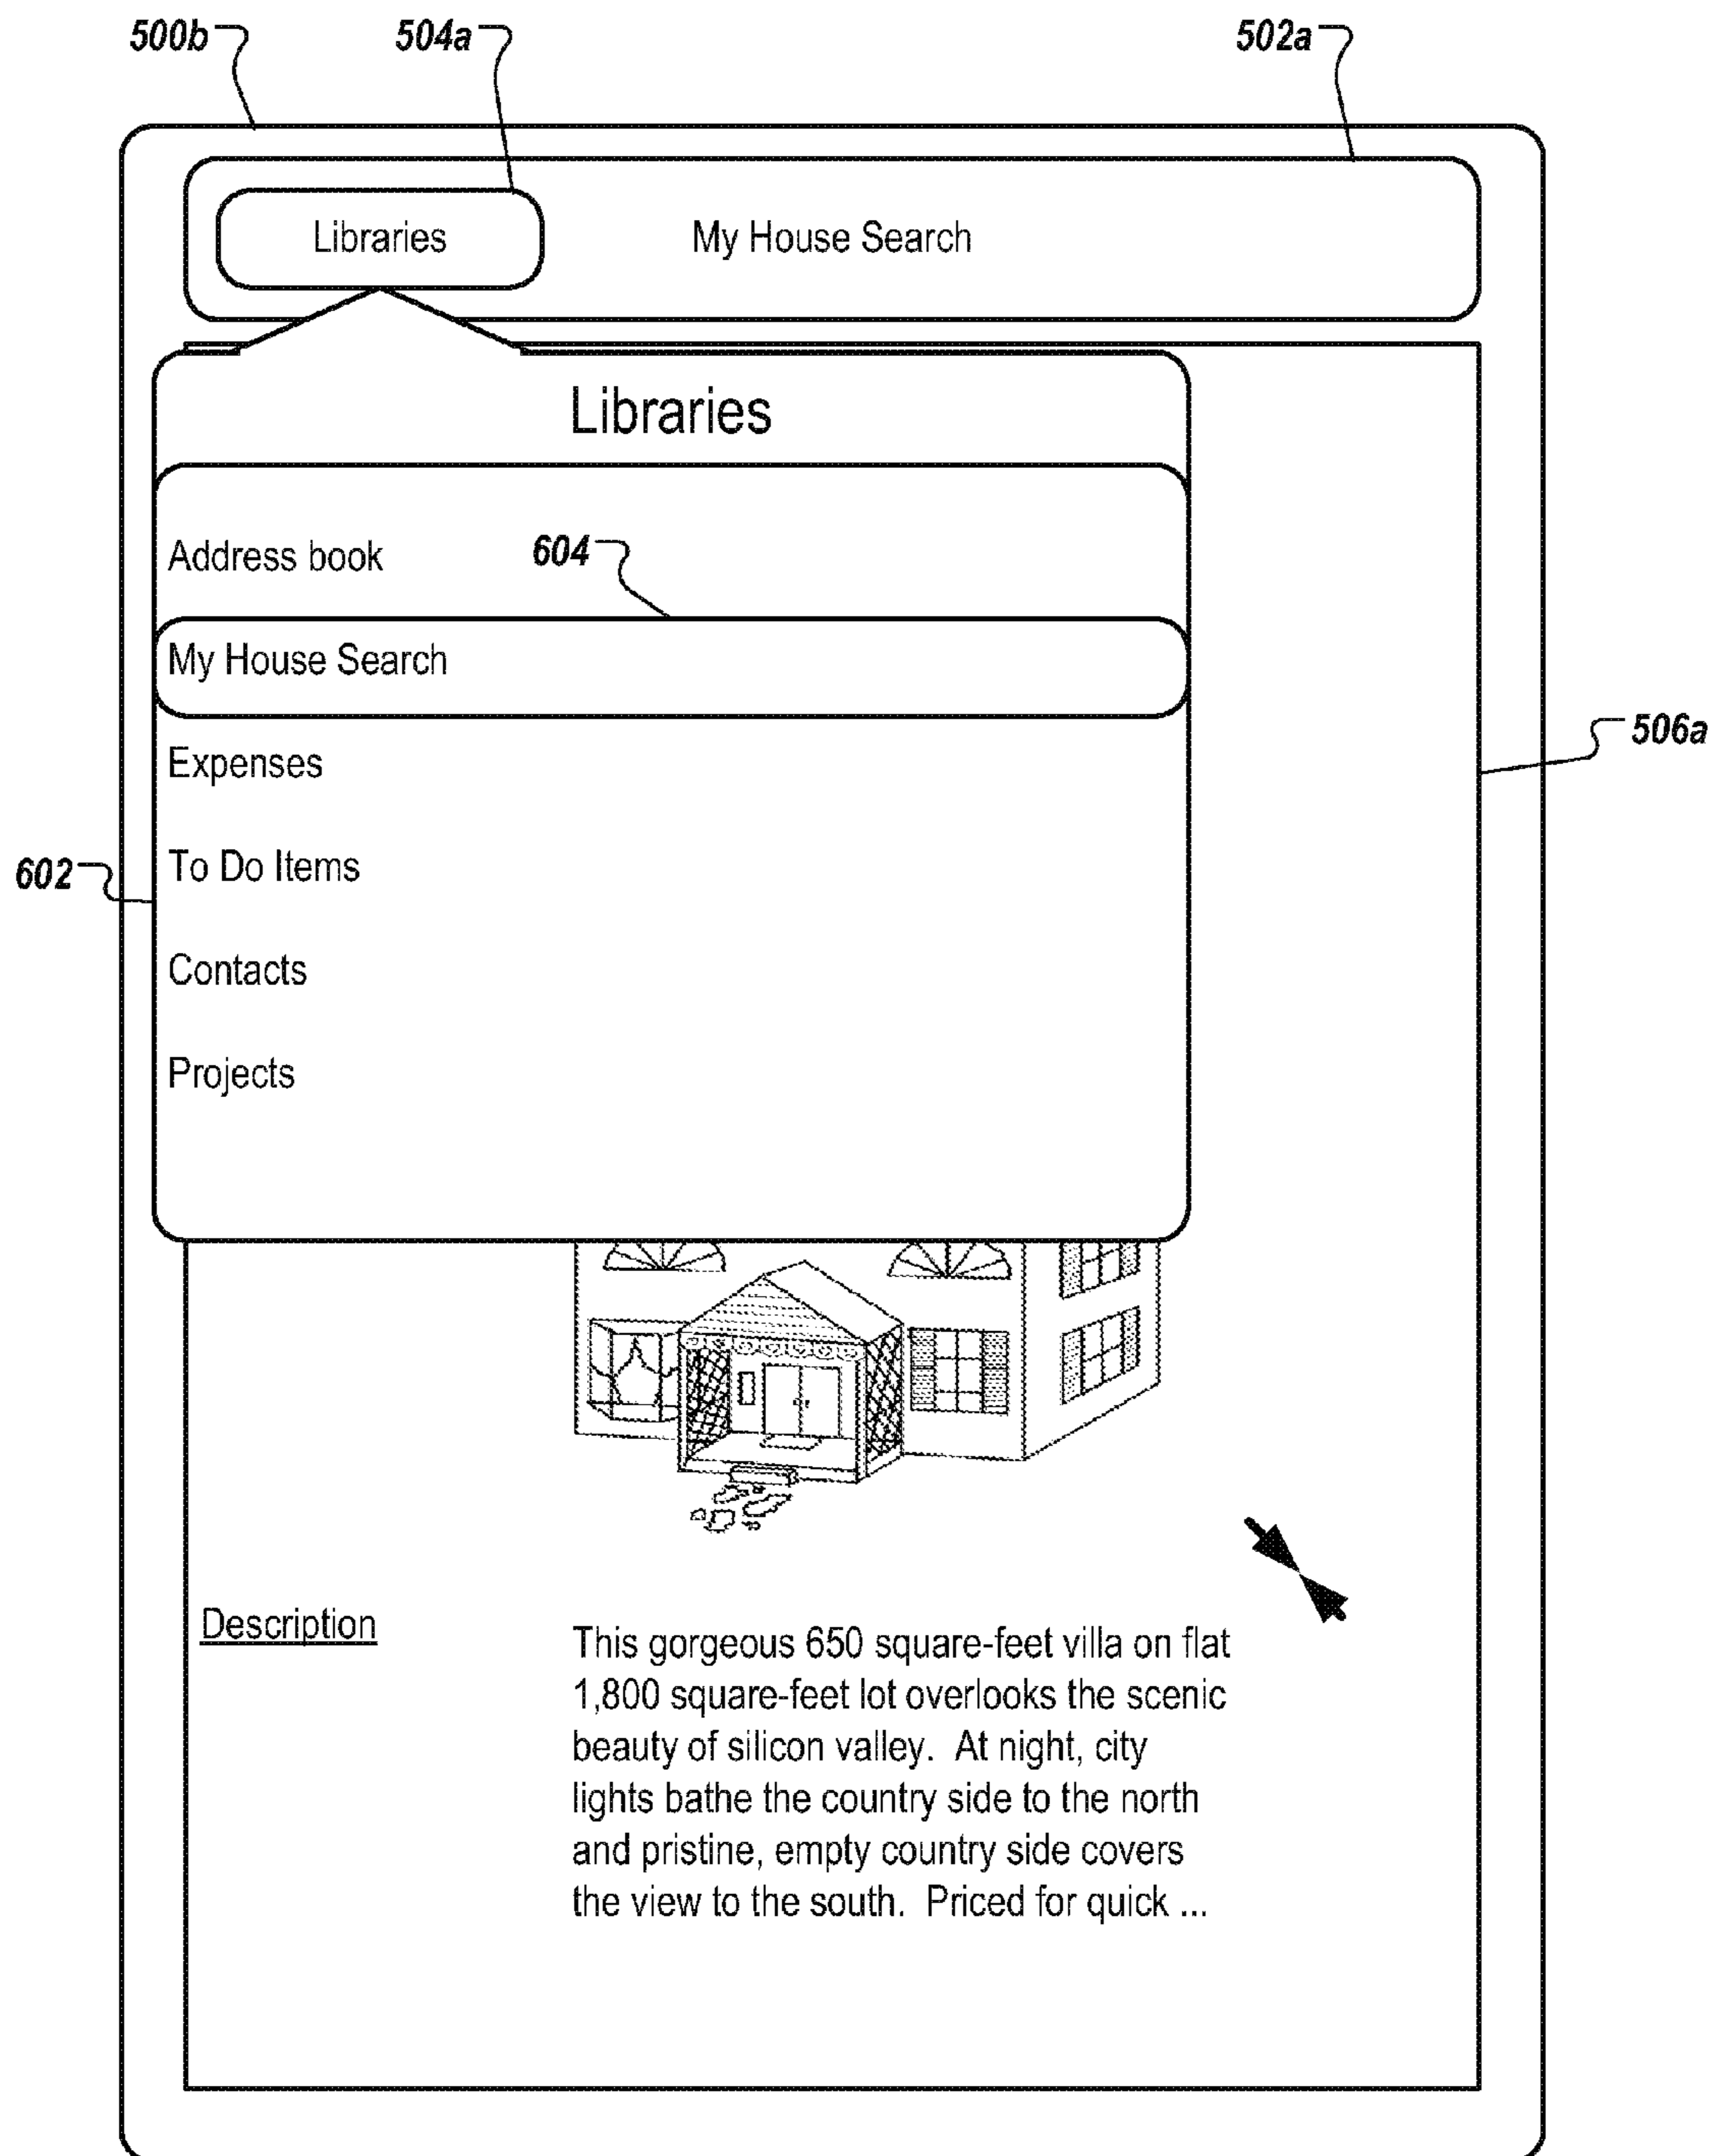 500b 504a 502a
Libraries My House Search
Libraries
Address book 604
My House Search
506a
Expenses
602 To Do Items
Contacts
Projects
Description
This gorgeous 650 square-feet villa on flat
1,800 square-feet lot overlooks the scenic
beauty of silicon valley.  At night, city
lights bathe the country side to the north
and pristine, empty country side covers
the view to the south.  Priced for quick ...